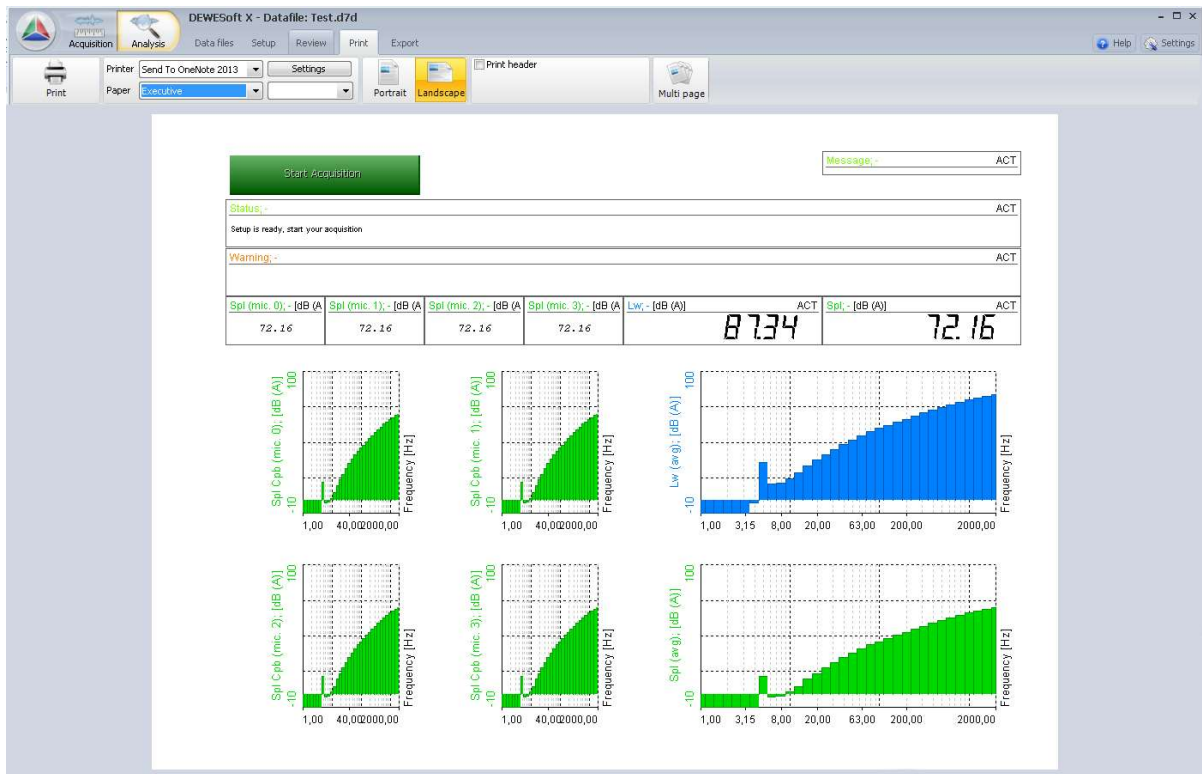 DEWESoft X - Datafile: Test.d7d
Acquisition Analysis Data files Setup Review Print Export Help Settings
Printer Send To OneNote 2013 Settings Print header
Print Paper Executive Portrait Landscape Multi page
Start Acquisition
Message; - ACT
Status; - ACT
Setup is ready, start your acquisition
Warning; - ACT
Spl (mic. 0); - [dB (A Spl (mic. 1); - [dB (A Spl (mic. 2); - [dB (A Spl (mic. 3); - [dB (A Lw; - [dB (A)] ACT Spl; - [dB (A)] ACT
72.16 72.16 72.16 72.16 87.34 72.16
Spl Cpb (mic. 0); [dB (A)]
-10 100
1,00 40,00 2000,00
Frequency [Hz]
Spl Cpb (mic. 1); [dB (A)]
-10 100
1,00 40,00 2000,00
Frequency [Hz]
Lw (avg); [dB (A)]
-10 100
1,00 3,15 8,00 20,00 63,00 200,00 2000,00
Frequency [Hz]
Spl Cpb (mic. 2); [dB (A)]
-10 100
1,00 40,00 2000,00
Frequency [Hz]
Spl Cpb (mic. 3); [dB (A)]
-10 100
1,00 40,00 2000,00
Frequency [Hz]
Spl (avg); [dB (A)]
-10 100
1,00 3,15 8,00 20,00 63,00 200,00 2000,00
Frequency [Hz]